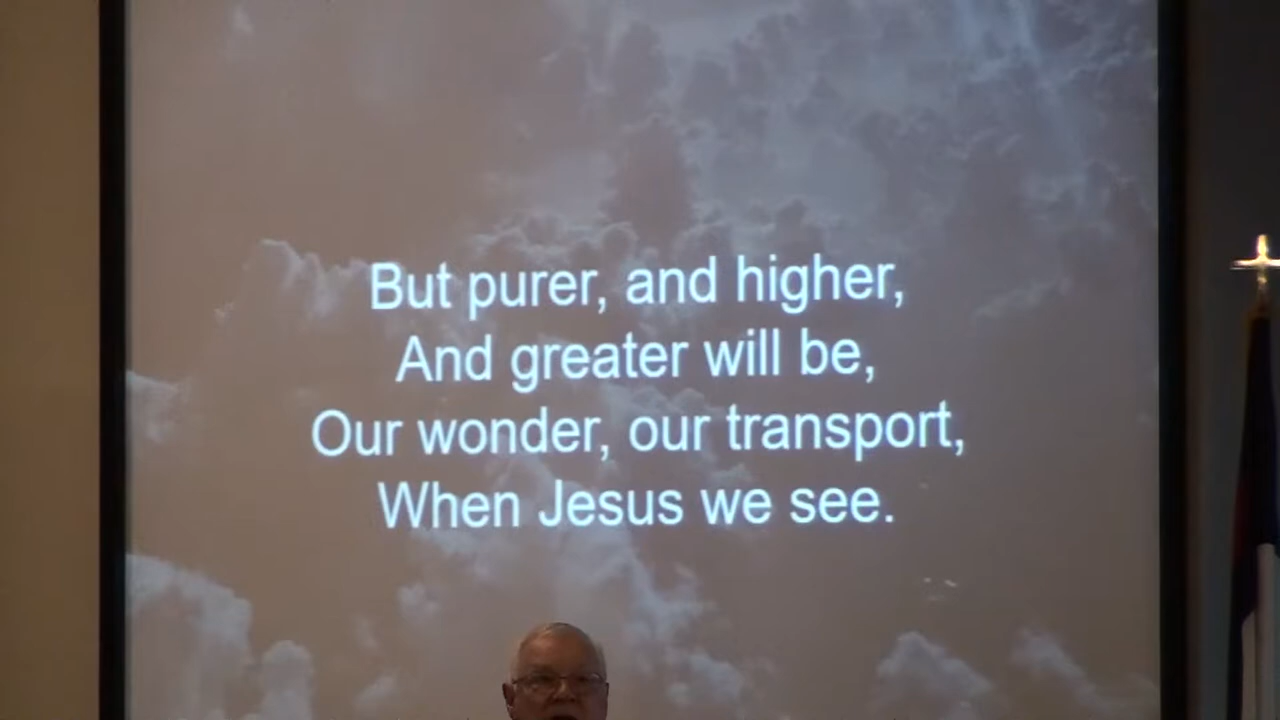 But purer, and higher,
And greater will be,
Our wonder, our transport,
When Jesus we see.